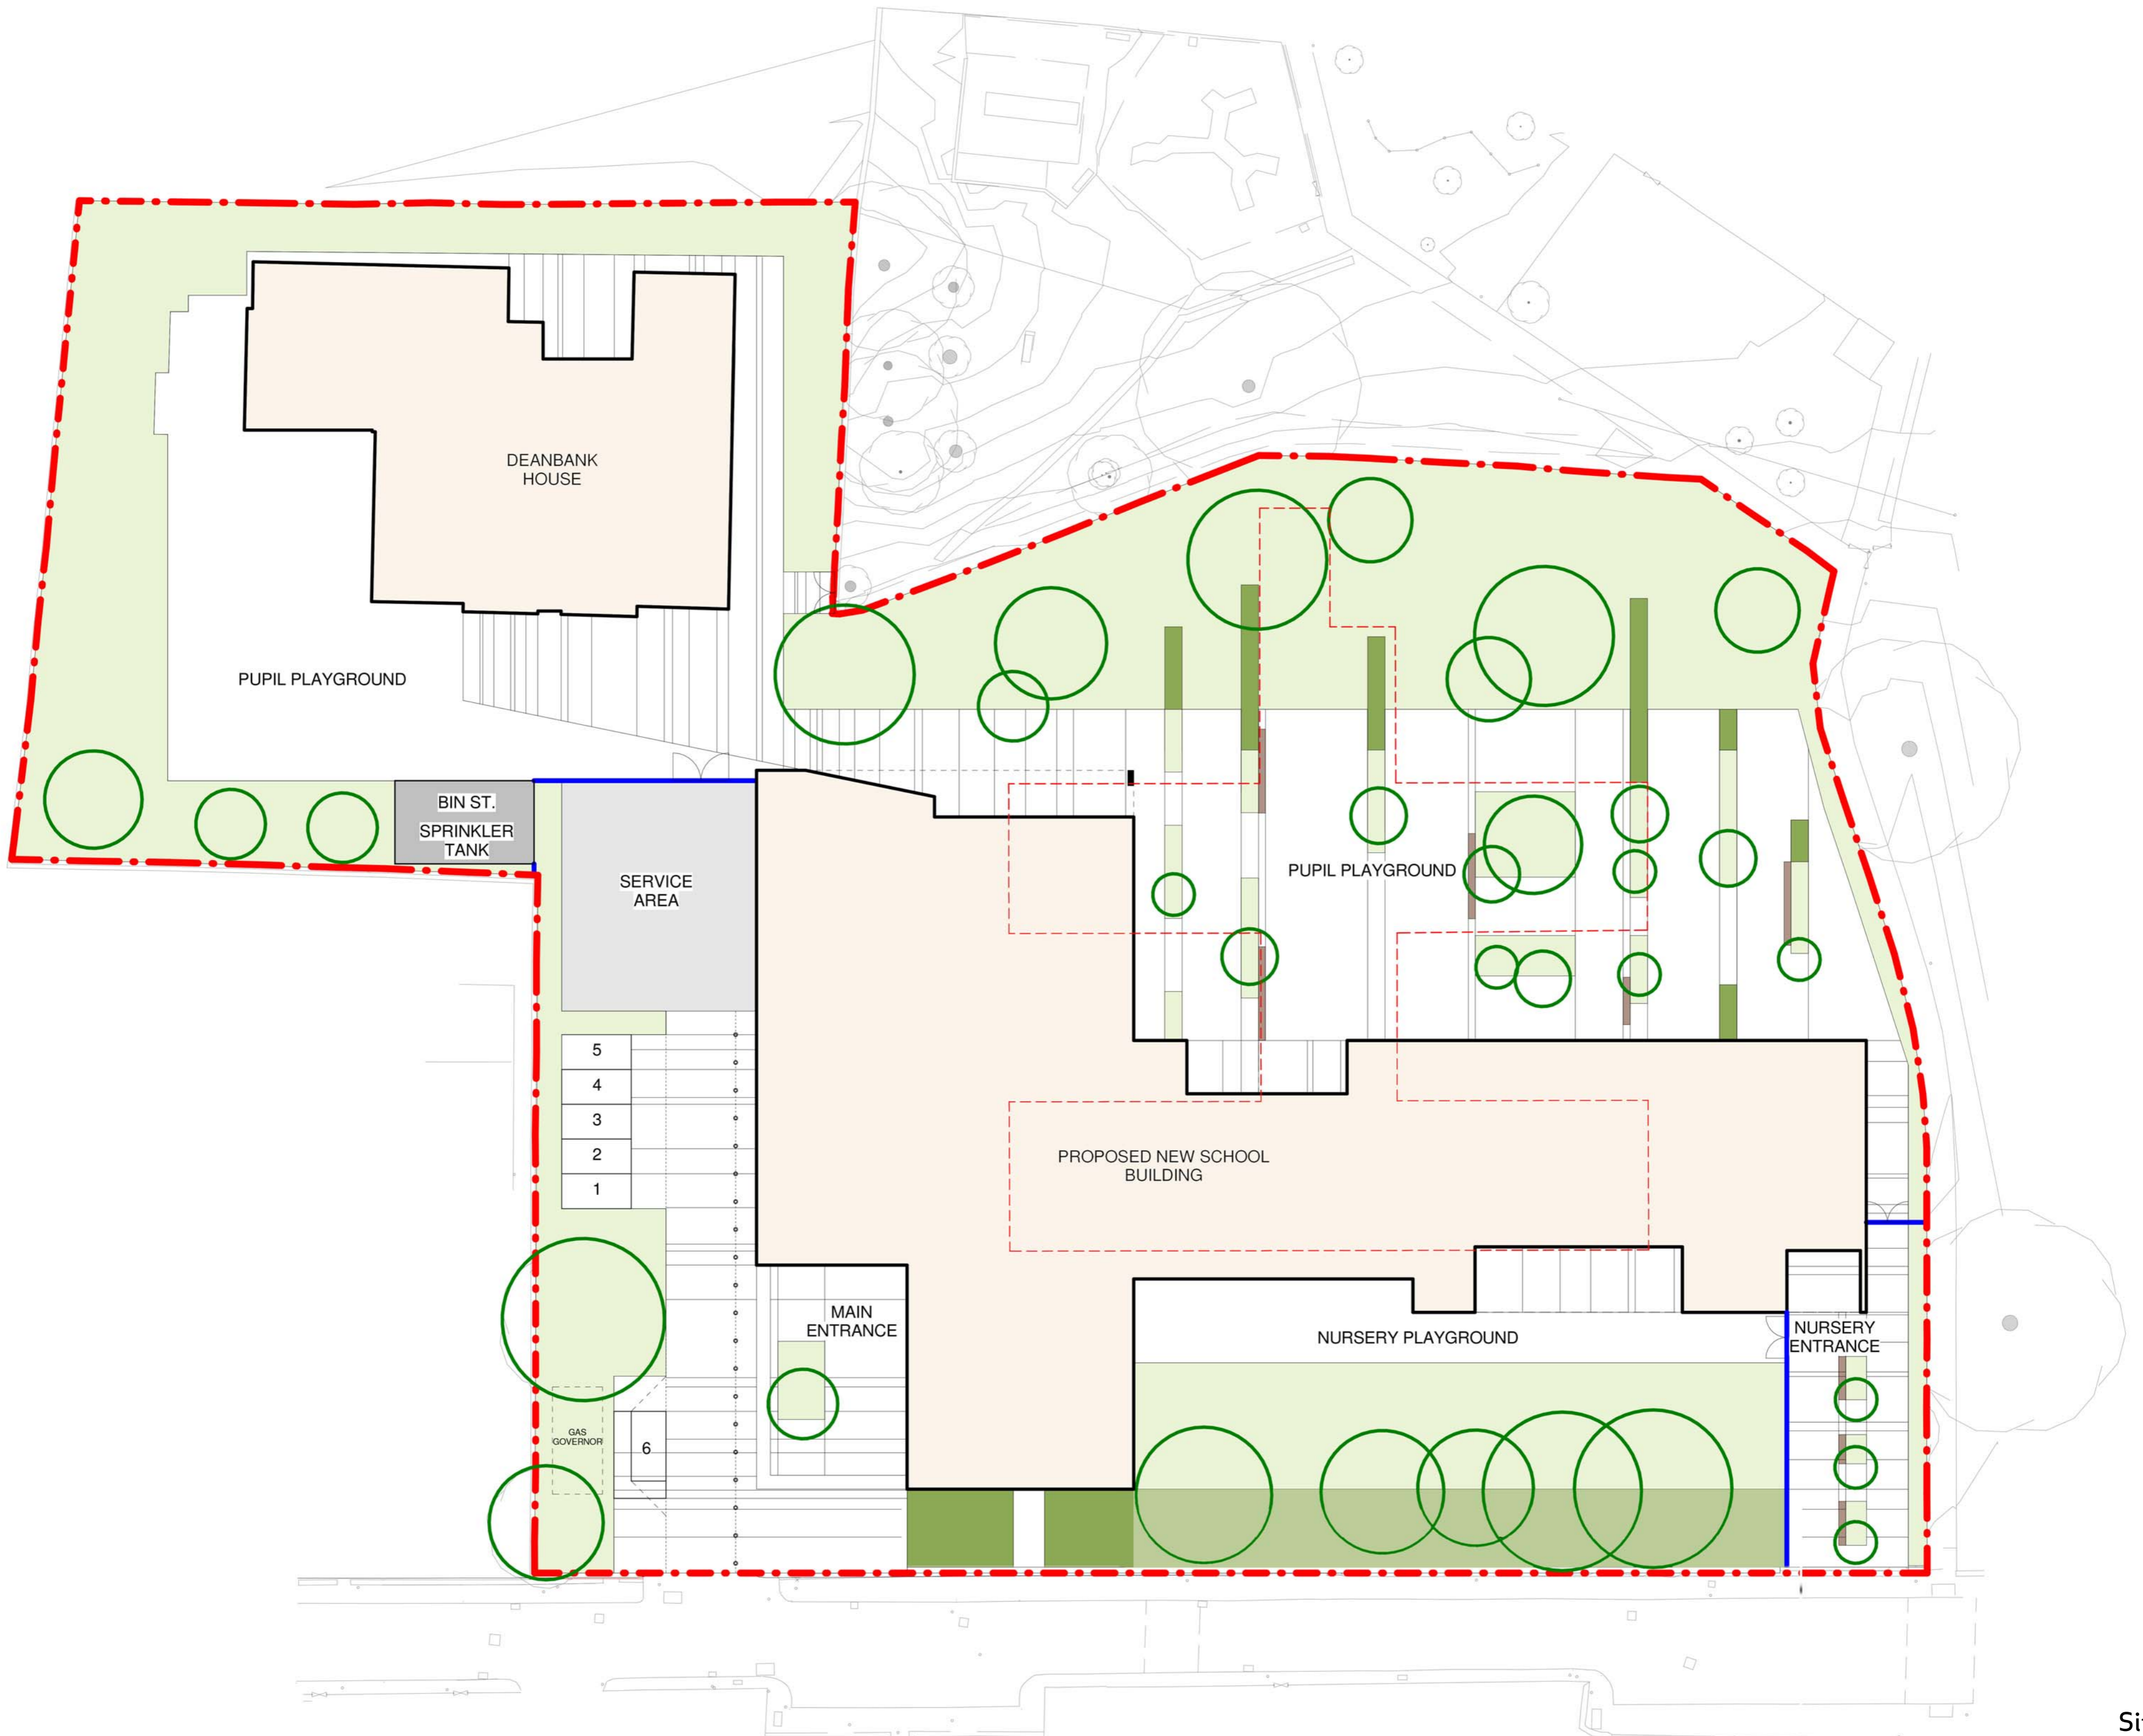 DEANBANK
HOUSE
PUPIL PLAYGROUND
BIN ST.
SPRINKLER
TANK
SERVICE
AREA
PUPIL PLAYGROUND
5
4
3
2
1
PROPOSED NEW SCHOOL
BUILDING
MAIN
ENTRANCE
NURSERY PLAYGROUND
NURSERY
ENTRANCE
GAS
GOVERNOR
6